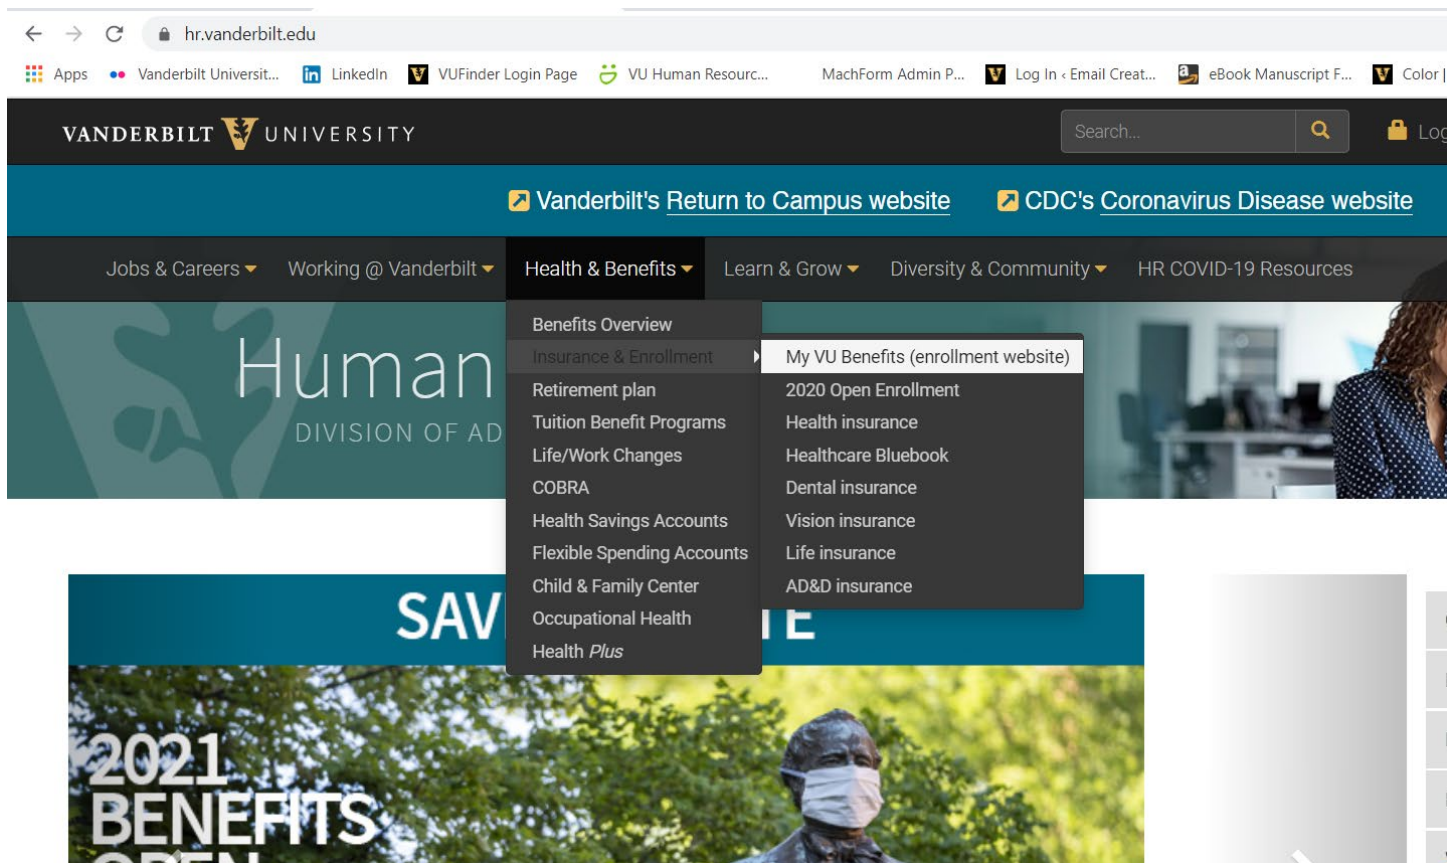 hr.vanderbilt.edu
Apps Vanderbilt Universit... LinkedIn VUFinder Login Page VU Human Resourc... MachForm Admin P... Log In ‹ Email Creat... eBook Manuscript F... Color |
VANDERBILT UNIVERSITY Search...
Vanderbilt's Return to Campus website CDC's Coronavirus Disease website
Jobs & Careers Working @ Vanderbilt Health & Benefits Learn & Grow Diversity & Community HR COVID-19 Resources
Human
DIVISION OF AD
Benefits Overview
Insurance & Enrollment
Retirement plan
Tuition Benefit Programs
Life/Work Changes
COBRA
Health Savings Accounts
Flexible Spending Accounts
Child & Family Center
Occupational Health
Health Plus
My VU Benefits (enrollment website)
2020 Open Enrollment
Health insurance
Healthcare Bluebook
Dental insurance
Vision insurance
Life insurance
AD&D insurance
2021
BENEFITS
OPEN